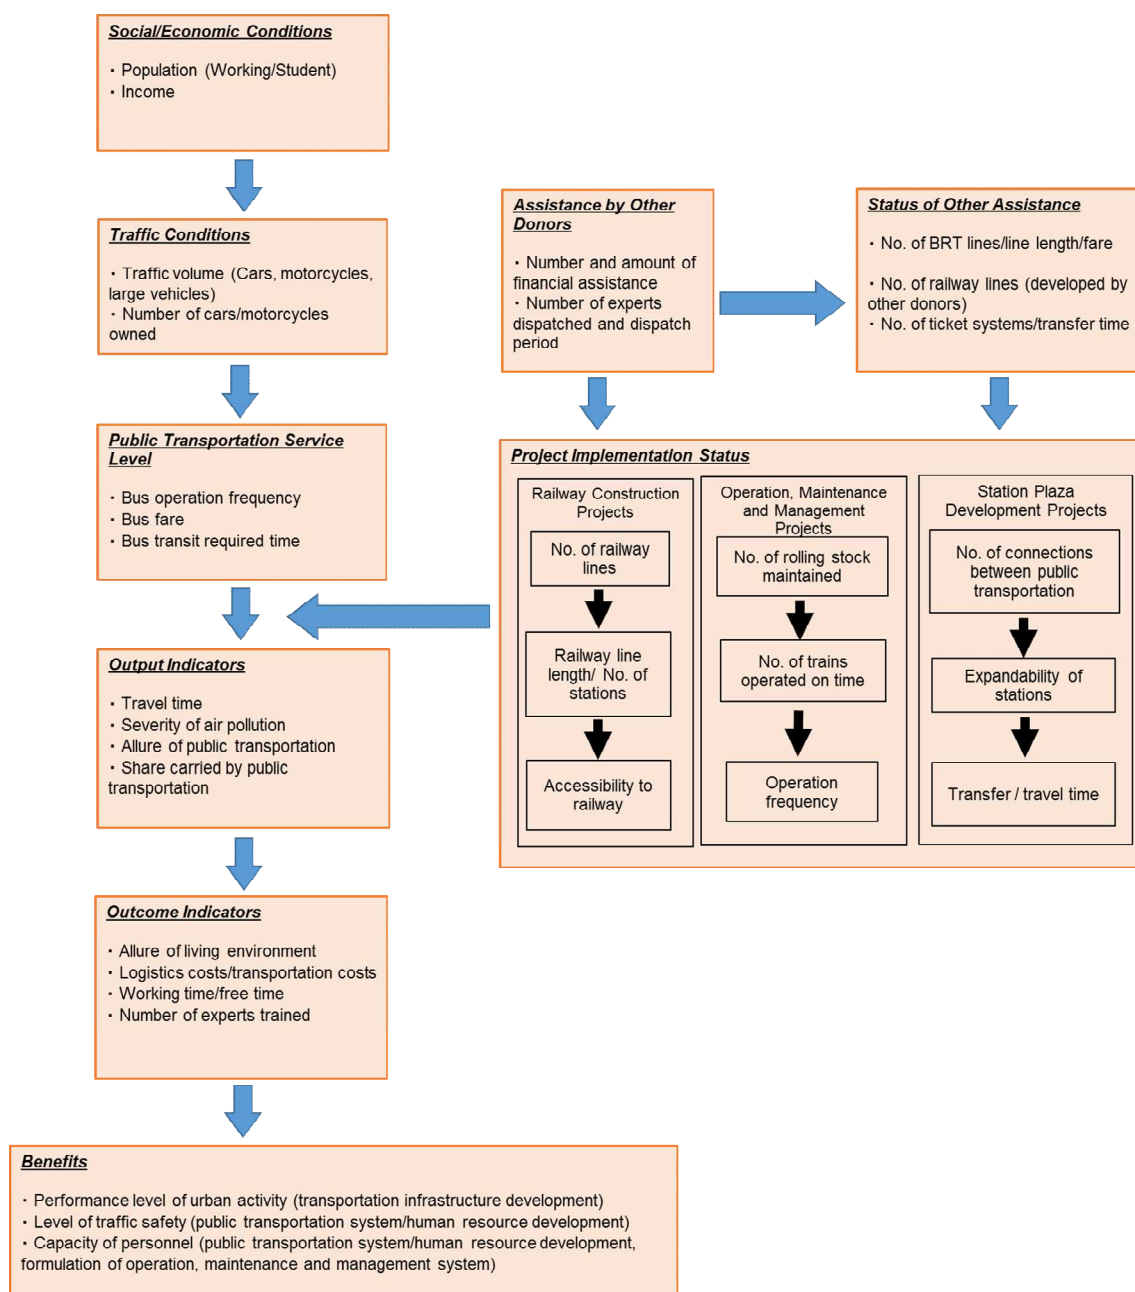 Social/Economic Conditions
・Population (Working/Student)
・Income
Traffic Conditions
・Traffic volume (Cars, motorcycles,
large vehicles)
・Number of cars/motorcycles
owned
Public Transportation Service
Level
・Bus operation frequency
・Bus fare
・Bus transit required time
Output Indicators
・Travel time
・Severity of air pollution
・Allure of public transportation
・Share carried by public
transportation
Outcome Indicators
・Allure of living environment
・Logistics costs/transportation costs
・Working time/free time
・Number of experts trained
Benefits
・Performance level of urban activity (transportation infrastructure development)
・Level of traffic safety (public transportation system/human resource development)
・Capacity of personnel (public transportation system/human resource development,
formulation of operation, maintenance and management system)
Assistance by Other
Donors
・Number and amount of
financial assistance
・Number of experts
dispatched and dispatch
period
Status of Other Assistance
・No. of BRT lines/line length/fare
・No. of railway lines (developed by
other donors)
・No. of ticket systems/transfer time
Project Implementation Status
Railway Construction
Projects
No. of railway
lines
Railway line
length/ No. of
stations
Accessibility to
railway
Operation, Maintenance
and Management
Projects
No. of rolling stock
maintained
No. of trains
operated on time
Operation
frequency
Station Plaza
Development Projects
No. of connections
between public
transportation
Expandability of
stations
Transfer / travel time